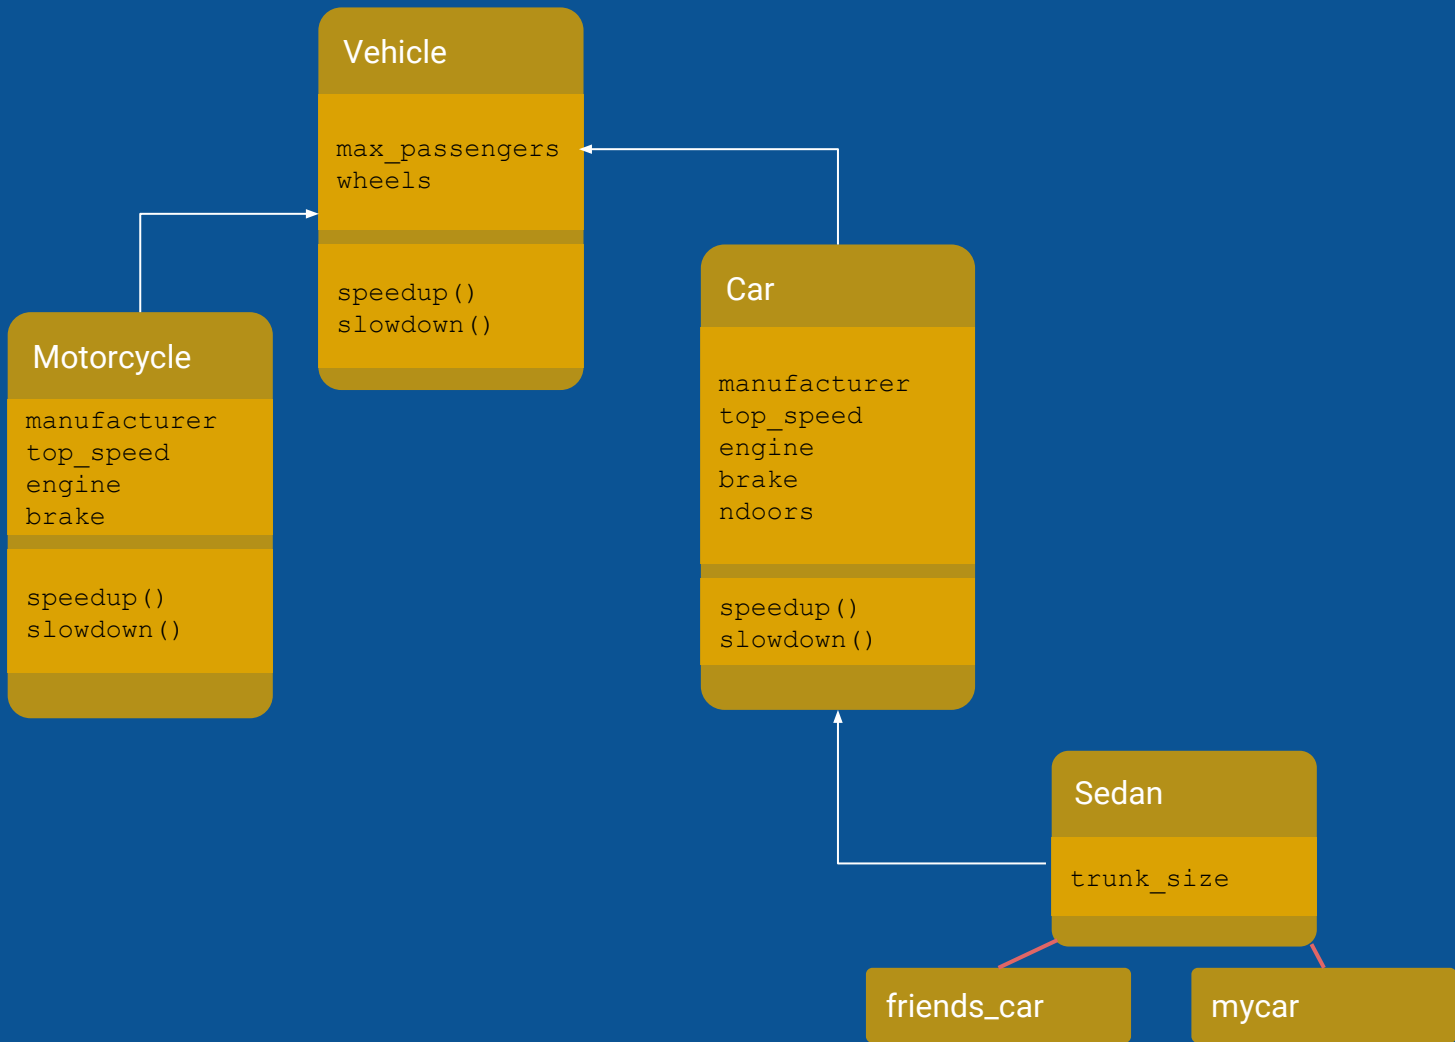 Vehicle
max_passengers
wheels
speedup()
slowdown()
Motorcycle
manufacturer
top_speed
engine
brake
speedup()
slowdown()
Car
manufacturer
top_speed
engine
brake
ndoors
speedup()
slowdown()
Sedan
trunk_size
friends_car
mycar